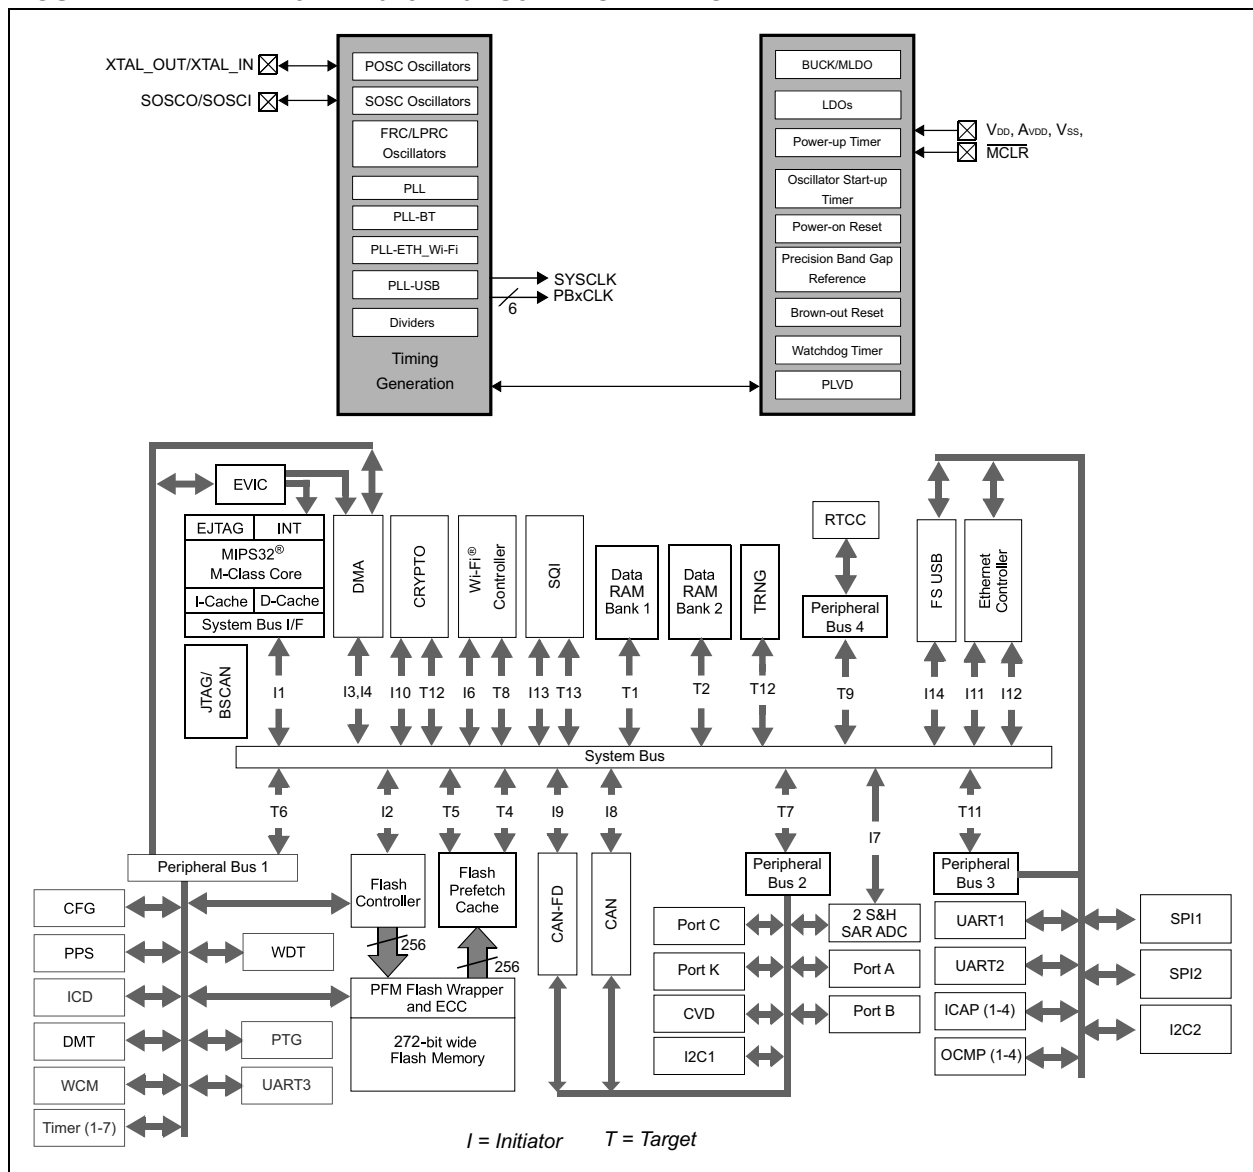 XTAL_OUT/XTAL_IN
SOSCO/SOSCI
POSC Oscillators
SOSC Oscillators
FRC/LPRC
Oscillators
PLL
PLL-BT
PLL-ETH_Wi-Fi
PLL-USB
Dividers
Timing
Generation
SYSCLK
PBxCLK
6
BUCK/MLDO
LDOs
Power-up Timer
Oscillator Start-up
Timer
Power-on Reset
Precision Band Gap
Reference
Brown-out Reset
Watchdog Timer
PLVD
VDD, AVDD, VSS,
MCLR
EVIC
EJTAG
INT
MIPS32®
M-Class Core
I-Cache
D-Cache
System Bus I/F
JTAG/
BSCAN
DMA
CRYPTO
Wi-Fi®
Controller
SQI
Data
RAM
Bank 1
Data
RAM
Bank 2
TRNG
RTCC
Peripheral
Bus 4
FS USB
Ethernet
Controller
I1
I3,I4
I10
T12
I6
T8
I13
T13
T1
T2
T12
T9
I14
I11
I12
System Bus
T6
I2
T5
T4
I9
I8
T7
I7
T11
Peripheral Bus 1
CFG
PPS
ICD
DMT
WCM
Timer (1-7)
WDT
PTG
UART3
Flash
Controller
Flash
Prefetch
Cache
256
256
PFM Flash Wrapper
and ECC
272-bit wide
Flash Memory
CAN-FD
CAN
Peripheral
Bus 2
Port C
Port K
CVD
I2C1
2 S&H
SAR ADC
Port A
Port B
Peripheral
Bus 3
UART1
UART2
ICAP (1-4)
OCMP (1-4)
SPI1
SPI2
I2C2
I = Initiator
T = Target